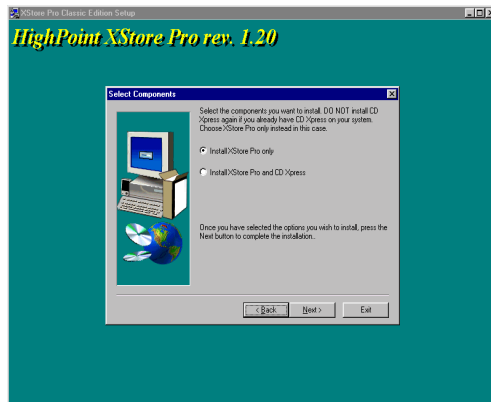 XStore Pro Classic Edition Setup
HighPoint XStore Pro rev. 1.20
Select Components
Select the components you want to install. DO NOT install CD
Xpress again if you already have CD Xpress on your system.
Choose XStore Pro only instead in this case.
Install XStore Pro only
Install XStore Pro and CD Xpress
Once you have selected the options you wish to install, press the
Next button to complete the installation..
< Back
Next >
Exit